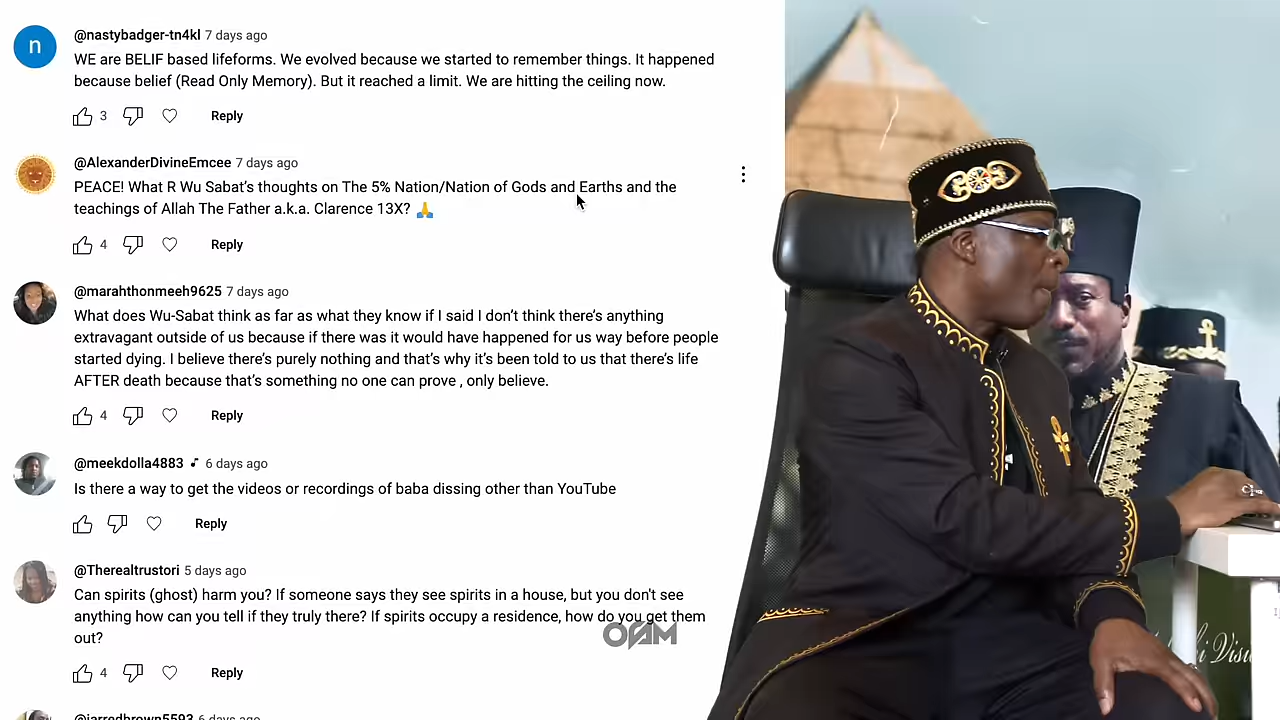 n
@nastybadger-tn4kl 7 days ago
WE are BELIF based lifeforms. We evolved because we started to remember things. It happened
because belief (Read Only Memory). But it reached a limit. We are hitting the ceiling now.
3 Reply
@AlexanderDivineEmcee 7 days ago
PEACE! What R Wu Sabat’s thoughts on The 5% Nation/Nation of Gods and Earths and the
teachings of Allah The Father a.k.a. Clarence 13X? 🙏
4 Reply
@marahthonmeeh9625 7 days ago
What does Wu-Sabat think as far as what they know if I said I don’t think there’s anything
extravagant outside of us because if there was it would have happened for us way before people
started dying. I believe there’s purely nothing and that’s why it’s been told to us that there’s life
AFTER death because that’s something no one can prove , only believe.
4 Reply
@meekdolla4883 6 days ago
Is there a way to get the videos or recordings of baba dissing other than YouTube
Reply
@Therealtrustori 5 days ago
Can spirits (ghost) harm you? If someone says they see spirits in a house, but you don't see
anything how can you tell if they truly there? If spirits occupy a residence, how do you get them
out?
4 Reply
@jarredbrown5593 6 days ago